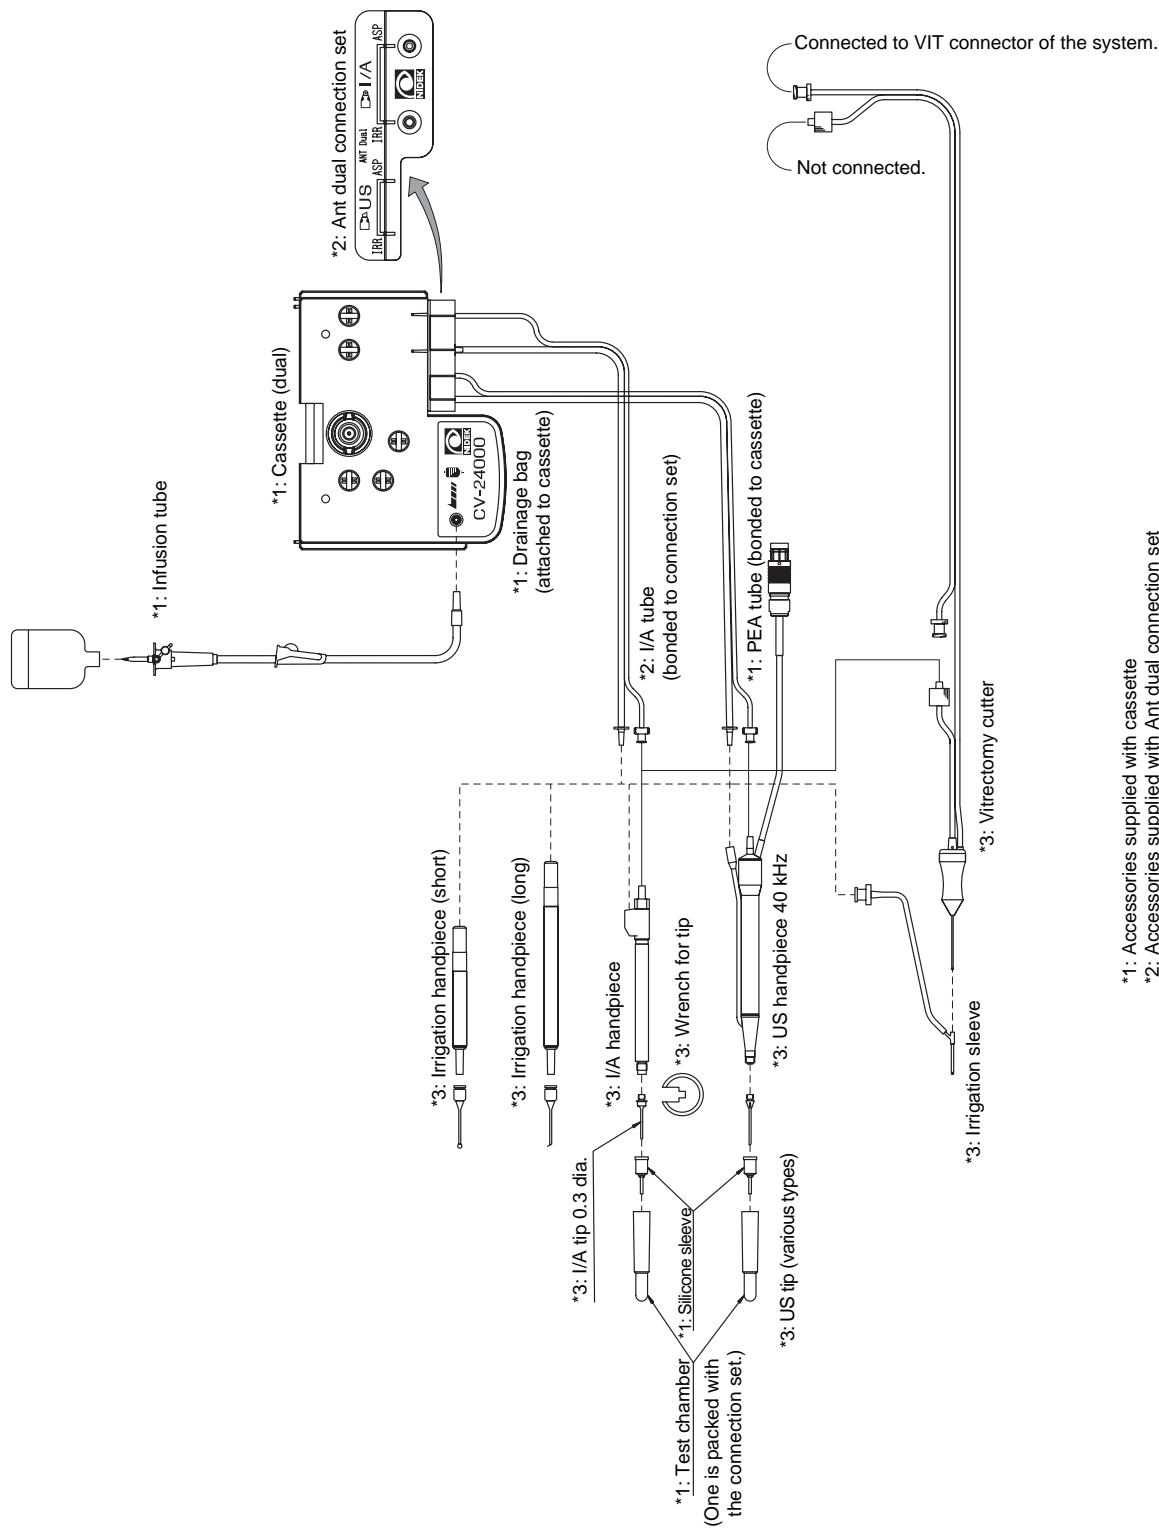 Connected to VIT connector of the system.
Not connected.
*2: Ant dual connection set
IRR US ASP
ANT Dual
IRR I/A ASP
NIDEK
*1: Cassette (dual)
NIDEK
CV-24000
*1: Infusion tube
*1: Drainage bag
(attached to cassette)
*2: I/A tube
(bonded to connection set)
*1: PEA tube (bonded to cassette)
*3: Irrigation handpiece (short)
*3: Irrigation handpiece (long)
*3: I/A handpiece
*3: Wrench for tip
*3: US handpiece 40 kHz
*3: Vitrectomy cutter
*3: Irrigation sleeve
*3: I/A tip 0.3 dia.
*1: Silicone sleeve
*3: US tip (various types)
*1: Test chamber
(One is packed with
the connection set.)
*1: Accessories supplied with cassette
*2: Accessories supplied with Ant dual connection set